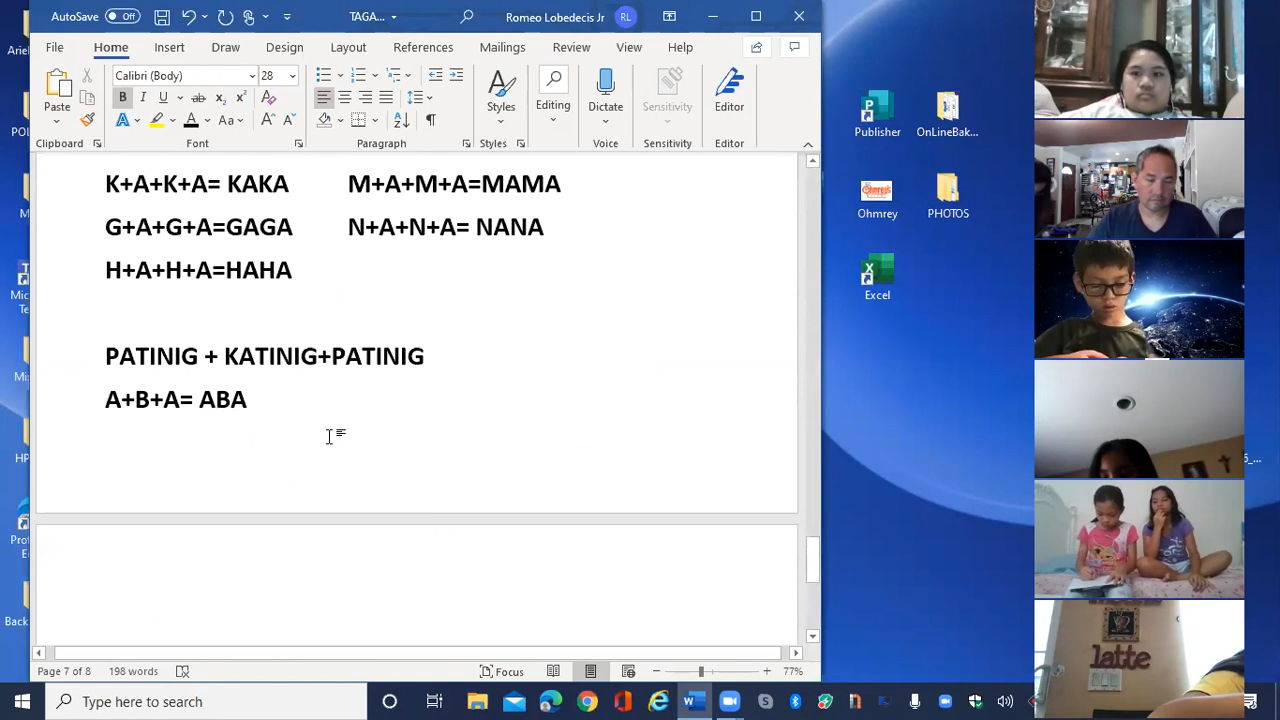 AutoSave Off TAGA... Romeo Lobedecis Jr RL
File Home Insert Draw Design Layout References Mailings Review View Help
Paste
Calibri (Body) 28
Styles
Editing
Dictate
Sensitivity
Editor
Clipboard Font Paragraph Styles Voice Sensitivity Editor
K+A+K+A= KAKA M+A+M+A=MAMA
G+A+G+A=GAGA N+A+N+A= NANA
H+A+H+A=HAHA
PATINIG + KATINIG+PATINIG
A+B+A= ABA
Page 7 of 8 198 words Focus 77%
Type here to search
Publisher
OnLineBak...
Ohmreys
Ohmrey
PHOTOS
Excel
latte